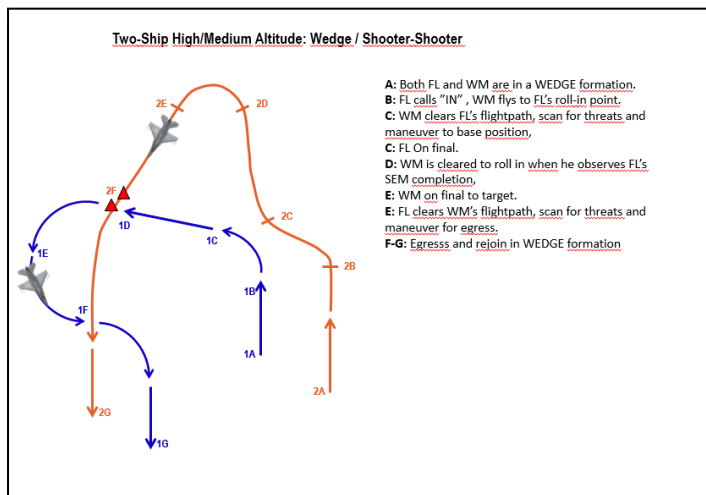 Two-Ship High/Medium Altitude: Wedge / Shooter-Shooter
A: Both FL and WM are in a WEDGE formation.
B: FL calls ”IN” , WM flys to FL’s roll-in point.
C: WM clears FL’s flightpath, scan for threats and
maneuver to base position,
C: FL On final.
D: WM is cleared to roll in when he observes FL’s
SEM completion,
E: WM on final to target.
E: FL clears WM’s flightpath, scan for threats and
maneuver for egress.
F-G: Egresss and rejoin in WEDGE formation
2E
2D
2F
1D
2C
1C
1E
2B
1B
1F
1A
2A
2G
1G